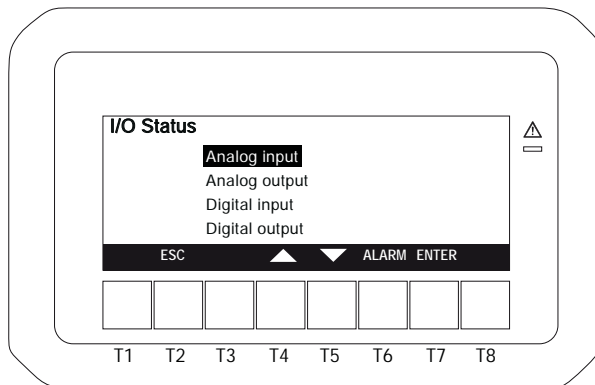 I/O Status
Analog input
Analog output
Digital input
Digital output
ESC ALARM ENTER
T1 T2 T3 T4 T5 T6 T7 T8